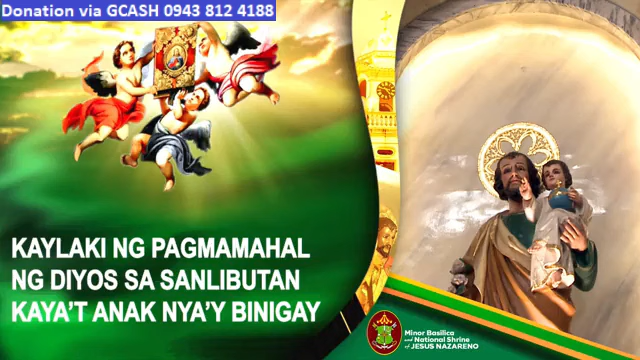 Donation via GCASH 0943 812 4188
KAYLAKI NG PAGMAMAHAL
NG DIYOS SA SANLIBUTAN
KAYA'T ANAK NYA'Y BINIGAY
Minor Basilica
and National Shrine
of JESUS NAZARENO